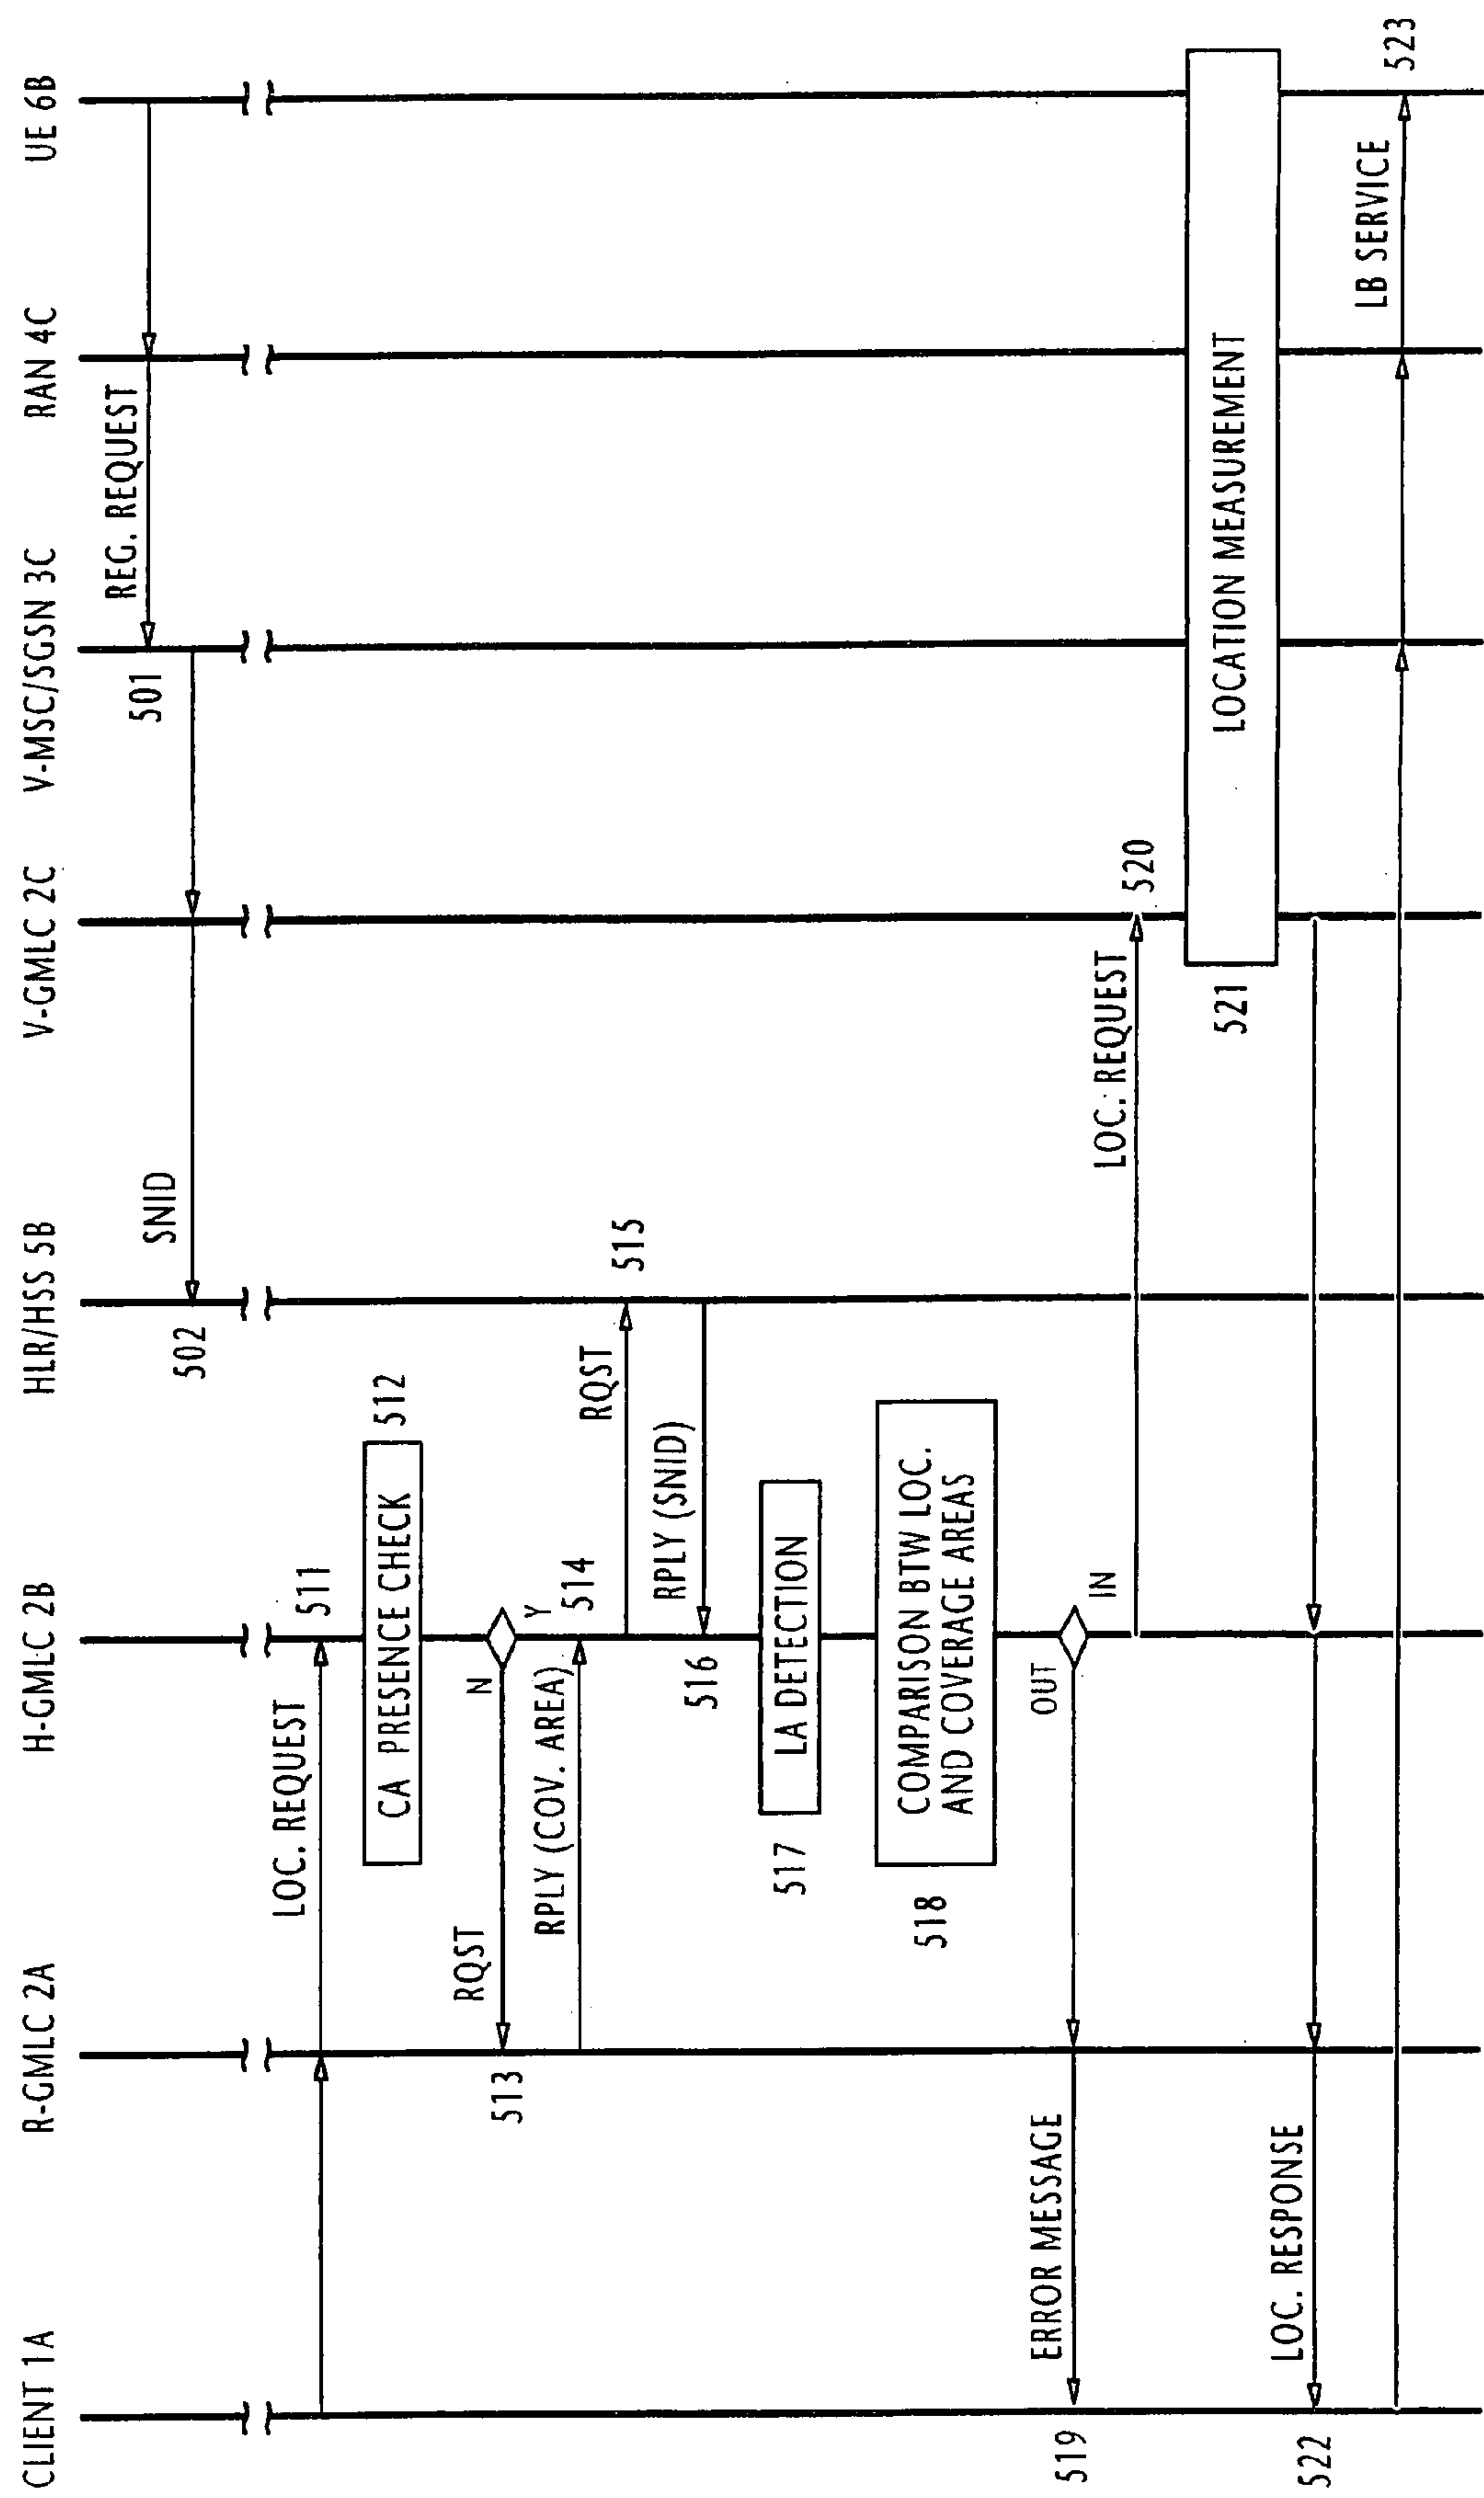 CLIENT 1A
R-GMLC 2A
H-GMLC 2B
HLR/HSS 5B
V-GMLC 2C
V-MSC/SGSN 3C
RAN 4C
UE 6B
REG. REQUEST
501
SNID
502
LOC. REQUEST
511
CA PRESENCE CHECK
512
N
Y
RQST
513
RPLY (COV. AREA)
514
RQST
515
RPLY (SNID)
516
LA DETECTION
517
COMPARISON BTW LOC.
AND COVERAGE AREAS
518
OUT
IN
ERROR MESSAGE
519
LOC. REQUEST
520
LOCATION MEASUREMENT
521
LOC. RESPONSE
522
LB SERVICE
523